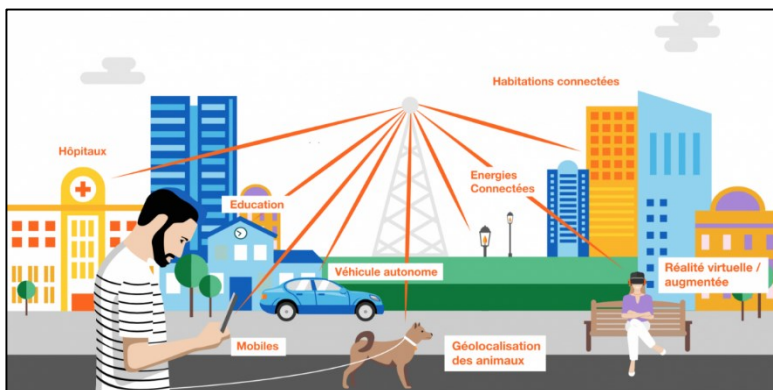 Habitations connectées
Hôpitaux
Energies
Connectées
Education
Véhicule autonome
Réalité virtuelle /
augmentée
Mobiles
Géolocalisation
des animaux